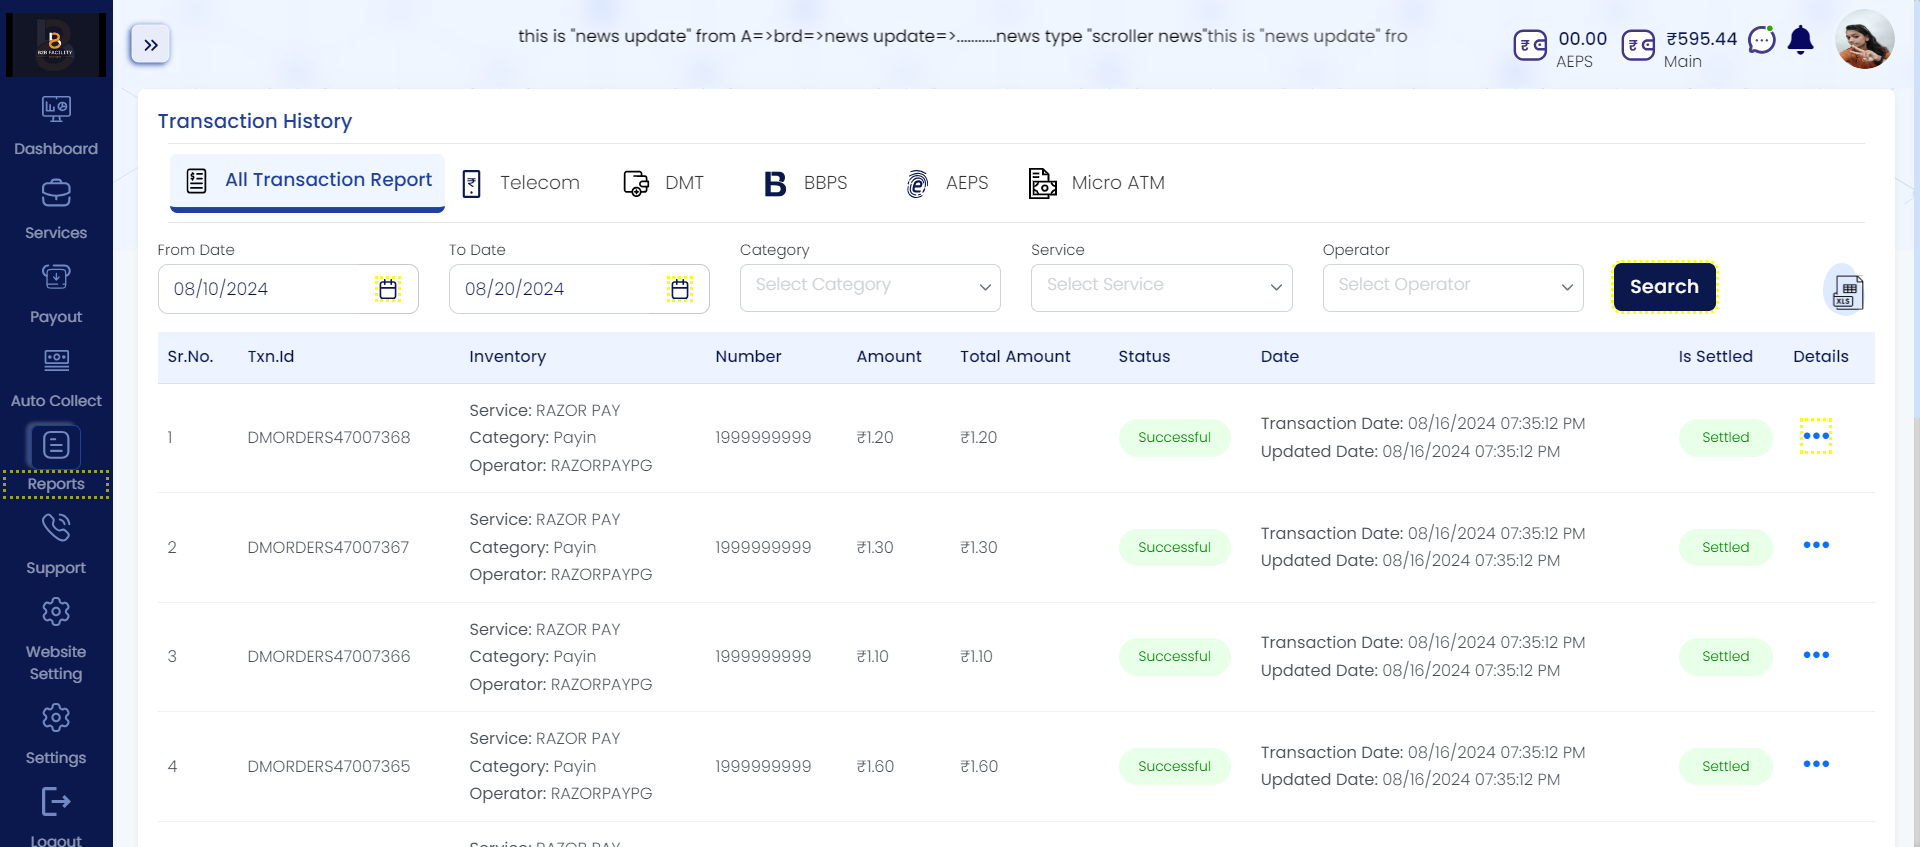 B2B FACILITY
this is "news update" from A=>brd=>news update=>...........news type "scroller news"this is "news update" fro
00.00
AEPS
₹595.44
Main
Dashboard
Services
Payout
Auto Collect
Reports
Support
Website
Setting
Settings
Logout
Transaction History
All Transaction Report
Telecom
DMT
BBPS
AEPS
Micro ATM
From Date
To Date
Category
Service
Operator
08/10/2024
08/20/2024
Select Category
Select Service
Select Operator
Search
XLS
Sr.No. Txn.Id Inventory Number Amount Total Amount Status Date Is Settled Details
Service: RAZOR PAY
1 DMORDERS47007368 Category: Payin 1999999999 ₹1.20 ₹1.20 Successful Transaction Date: 08/16/2024 07:35:12 PM Settled
Operator: RAZORPAYPG Updated Date: 08/16/2024 07:35:12 PM
Service: RAZOR PAY
2 DMORDERS47007367 Category: Payin 1999999999 ₹1.30 ₹1.30 Successful Transaction Date: 08/16/2024 07:35:12 PM Settled
Operator: RAZORPAYPG Updated Date: 08/16/2024 07:35:12 PM
Service: RAZOR PAY
3 DMORDERS47007366 Category: Payin 1999999999 ₹1.10 ₹1.10 Successful Transaction Date: 08/16/2024 07:35:12 PM Settled
Operator: RAZORPAYPG Updated Date: 08/16/2024 07:35:12 PM
Service: RAZOR PAY
4 DMORDERS47007365 Category: Payin 1999999999 ₹1.60 ₹1.60 Successful Transaction Date: 08/16/2024 07:35:12 PM Settled
Operator: RAZORPAYPG Updated Date: 08/16/2024 07:35:12 PM
Service: RAZOR PAY